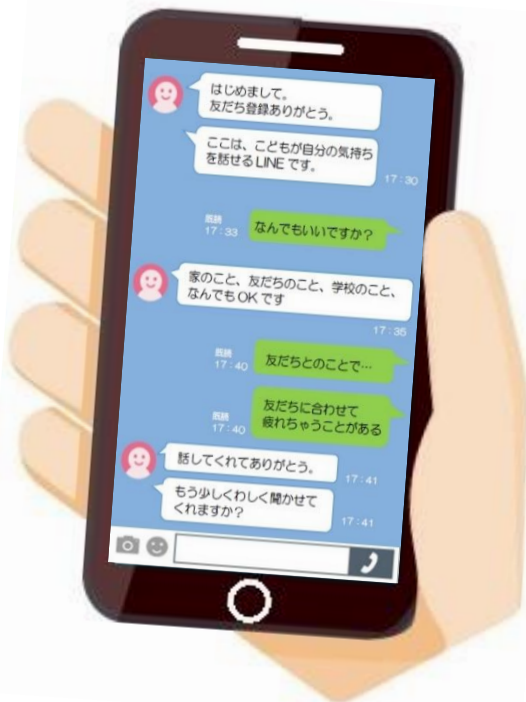 はじめまして。
友だち登録ありがとう。
ここは、こどもが自分の気持ち
を話せるLINEです。
17:30
既読
17:33
なんでもいいですか?
家のこと、友だちのこと、学校のこと、
なんでもOKです
17:35
既読
17:40
友だちとのことで…
友だちに合わせて
疲れちゃうことがある
既読
17:40
話してくれてありがとう。
17:41
もう少しくわしく聞かせて
くれますか?
17:41